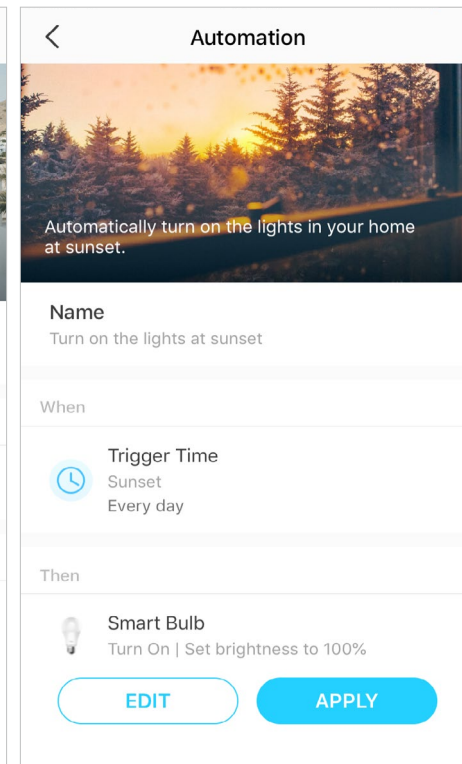 Automation
Automatically turn on the lights in your home
at sunset.
Name
Turn on the lights at sunset
When
Trigger Time
Sunset
Every day
Then
Smart Bulb
Turn On | Set brightness to 100%
EDIT
APPLY